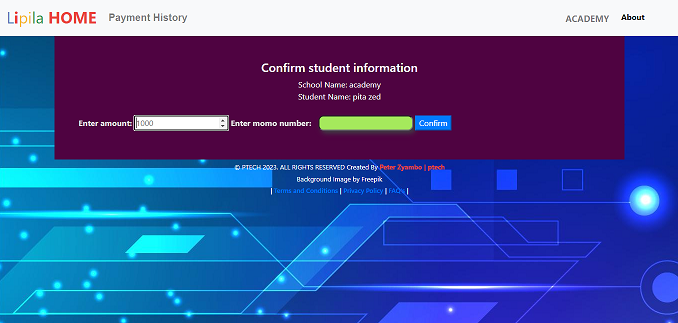 Lipila HOME Payment History ACADEMY About
Confirm student information
School Name: academy
Student Name: pita zed
Enter amount: 1000 Enter momo number: Confirm
© PTECH 2023. ALL RIGHTS RESERVED Created By Peter Zyambo | ptech
Background Image by Freepik
| Terms and Conditions | Privacy Policy | FAQ's |